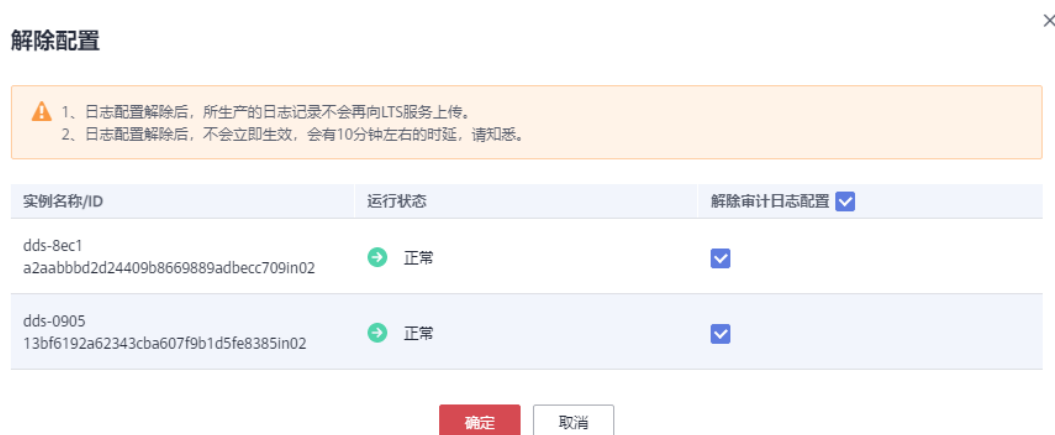 解除配置
1、日志配置解除后，所生产的日志记录不会再向LTS服务上传。
2、日志配置解除后，不会立即生效，会有10分钟左右的时延，请知悉。
实例名称/ID 运行状态 解除审计日志配置
dds-8ec1
a2aabbbd2d24409b8669889adbecc709in02 正常
dds-0905
13bf6192a62343cba607f9b1d5fe8385in02 正常
确定 取消